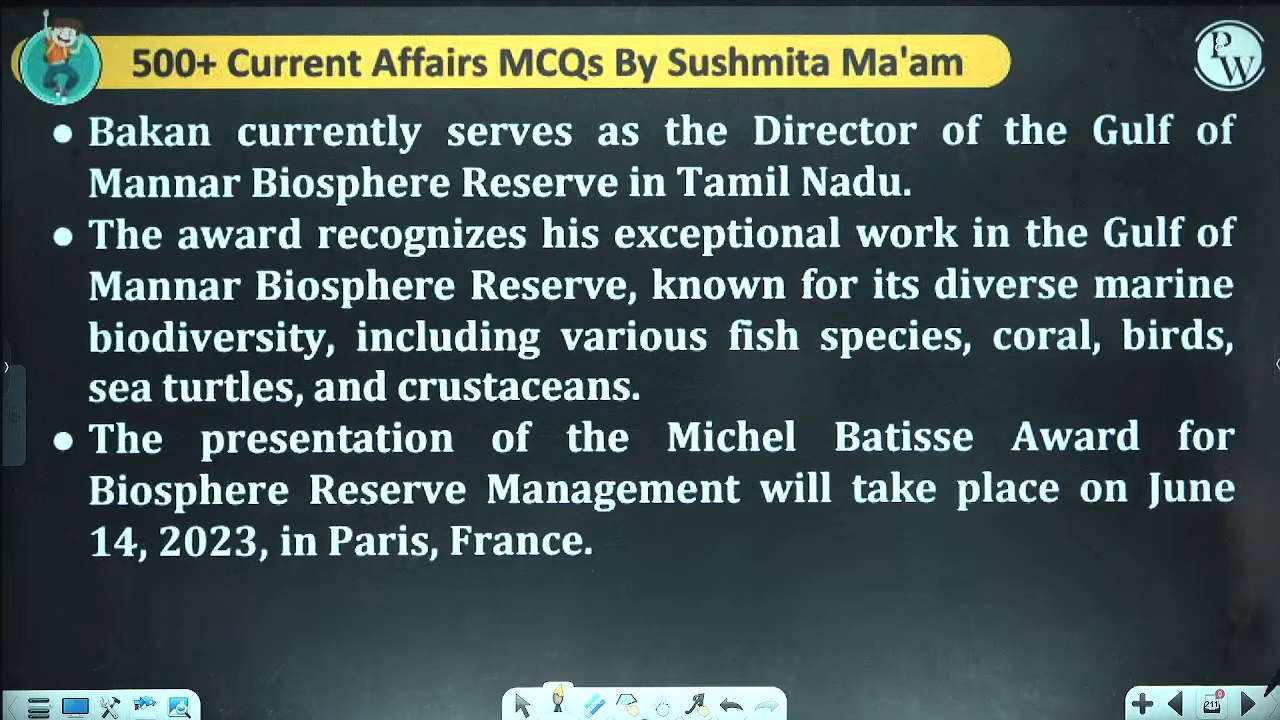 500+ Current Affairs MCQs By Sushmita Ma'am
PW
• Bakan currently serves as the Director of the Gulf of
Mannar Biosphere Reserve in Tamil Nadu.
• The award recognizes his exceptional work in the Gulf of
Mannar Biosphere Reserve, known for its diverse marine
biodiversity, including various fish species, coral, birds,
sea turtles, and crustaceans.
• The presentation of the Michel Batisse Award for
Biosphere Reserve Management will take place on June
14, 2023, in Paris, France.
211